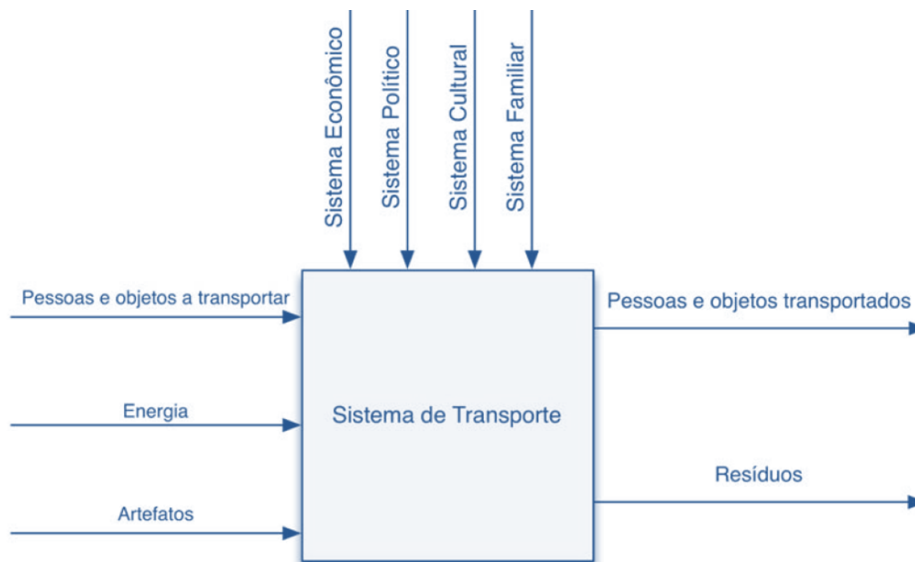 Sistema Econômico
Sistema Político
Sistema Cultural
Sistema Familiar
Pessoas e objetos a transportar
Pessoas e objetos transportados
Energia
Sistema de Transporte
Resíduos
Artefatos